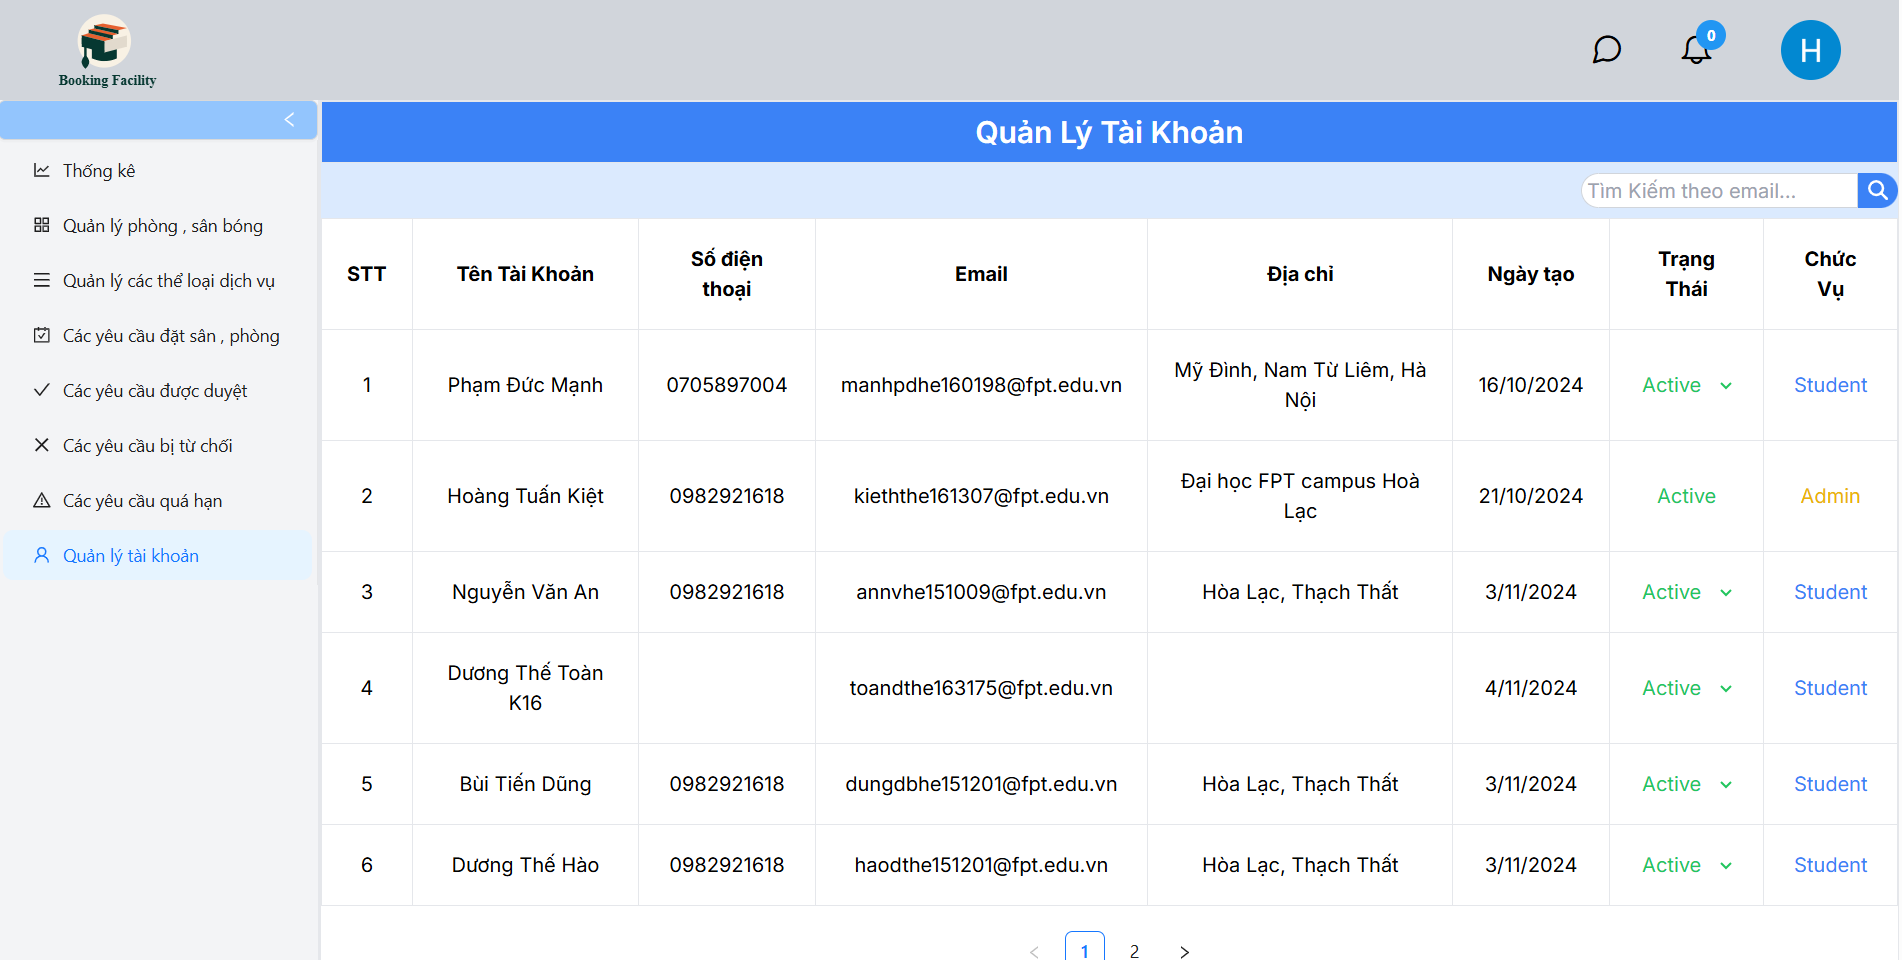 Booking Facility
0
H
Thống kê
Quản lý phòng , sân bóng
Quản lý các thể loại dịch vụ
Các yêu cầu đặt sân , phòng
Các yêu cầu được duyệt
Các yêu cầu bị từ chối
Các yêu cầu quá hạn
Quản lý tài khoản
Quản Lý Tài Khoản
Tìm Kiếm theo email...
STT Tên Tài Khoản Số điện thoại Email Địa chỉ Ngày tạo Trạng Thái Chức Vụ
1 Phạm Đức Mạnh 0705897004 manhpdhe160198@fpt.edu.vn Mỹ Đình, Nam Từ Liêm, Hà Nội 16/10/2024 Active Student
2 Hoàng Tuấn Kiệt 0982921618 kieththe161307@fpt.edu.vn Đại học FPT campus Hoà Lạc 21/10/2024 Active Admin
3 Nguyễn Văn An 0982921618 annvhe151009@fpt.edu.vn Hòa Lạc, Thạch Thất 3/11/2024 Active Student
4 Dương Thế Toàn K16 toandthe163175@fpt.edu.vn 4/11/2024 Active Student
5 Bùi Tiến Dũng 0982921618 dungdbhe151201@fpt.edu.vn Hòa Lạc, Thạch Thất 3/11/2024 Active Student
6 Dương Thế Hào 0982921618 haodthe151201@fpt.edu.vn Hòa Lạc, Thạch Thất 3/11/2024 Active Student
1 2